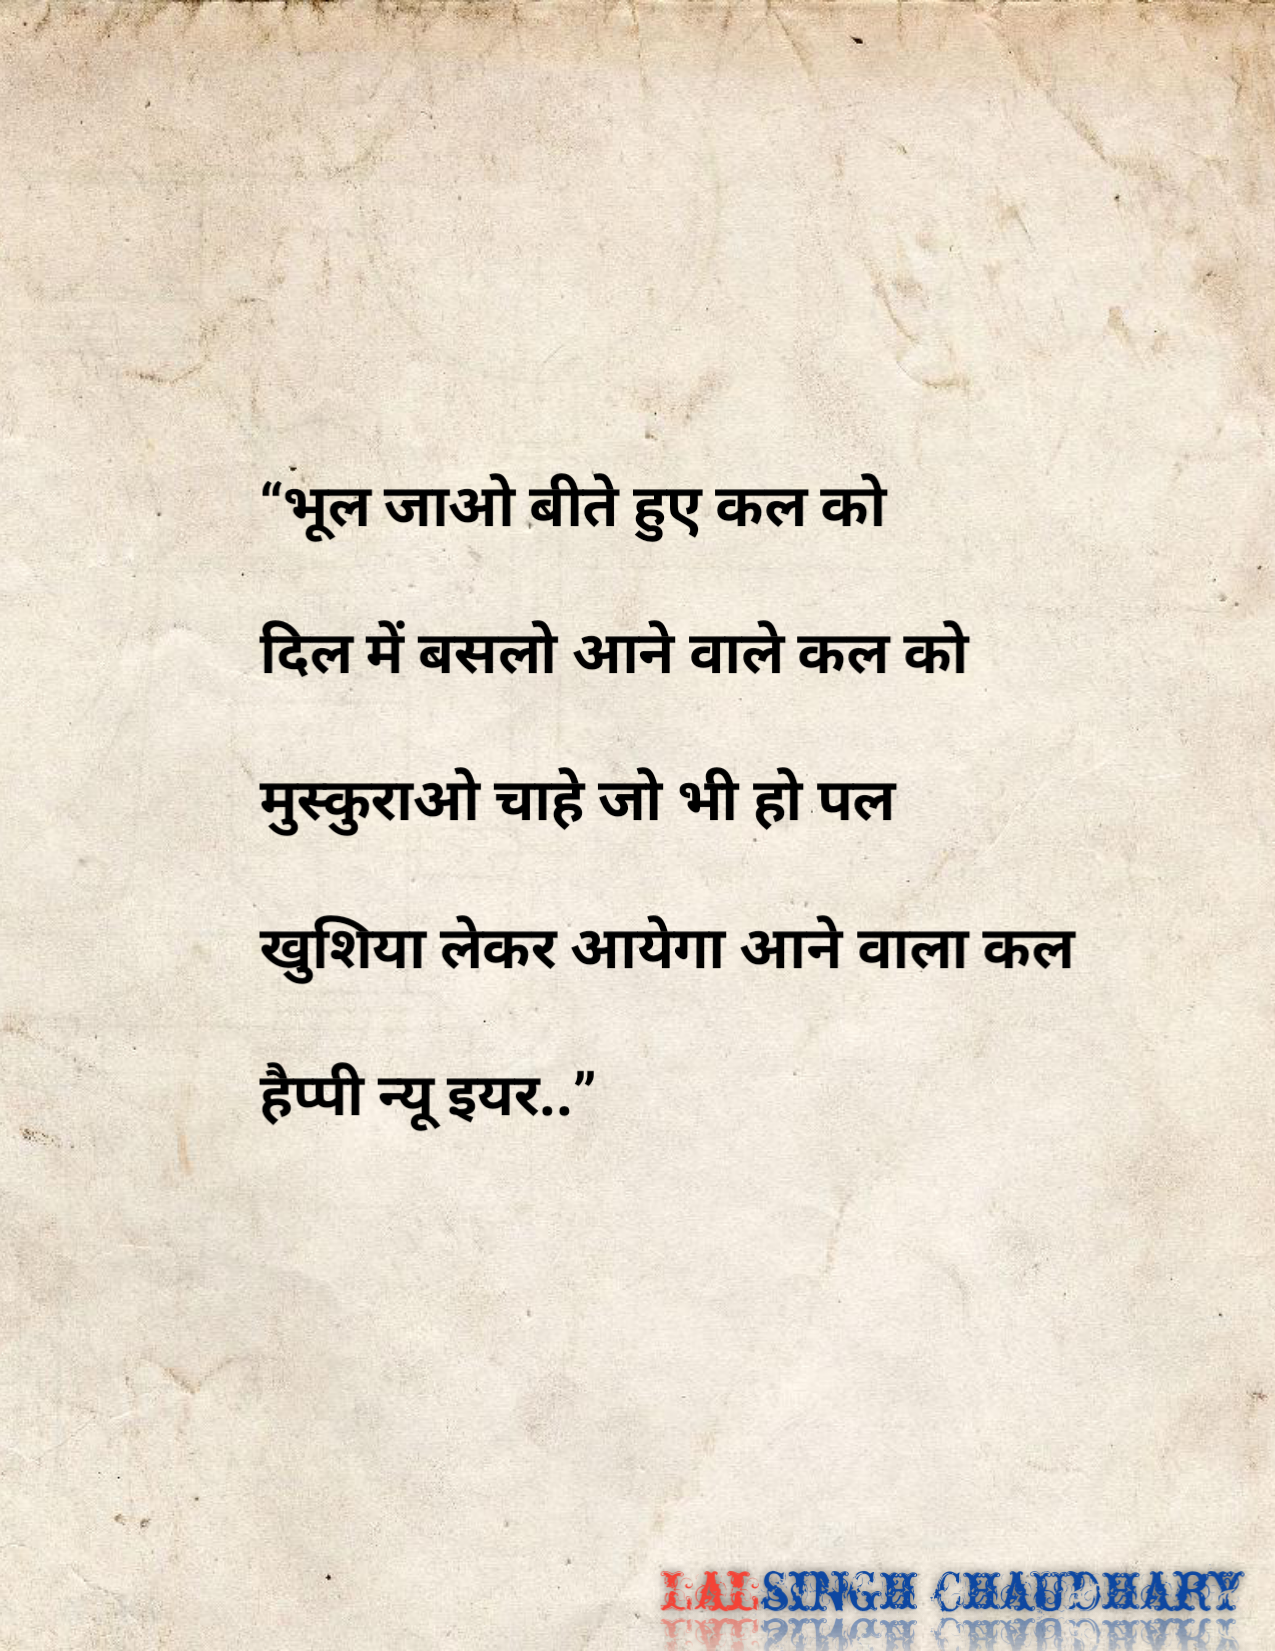 “भूल जाओ बीते हुए कल को
दिल में बसलो आने वाले कल को
मुस्कुराओ चाहे जो भी हो पल
खुशिया लेकर आयेगा आने वाला कल
हैप्पी न्यू इयर..”
LALSINGH CHAUDHARY